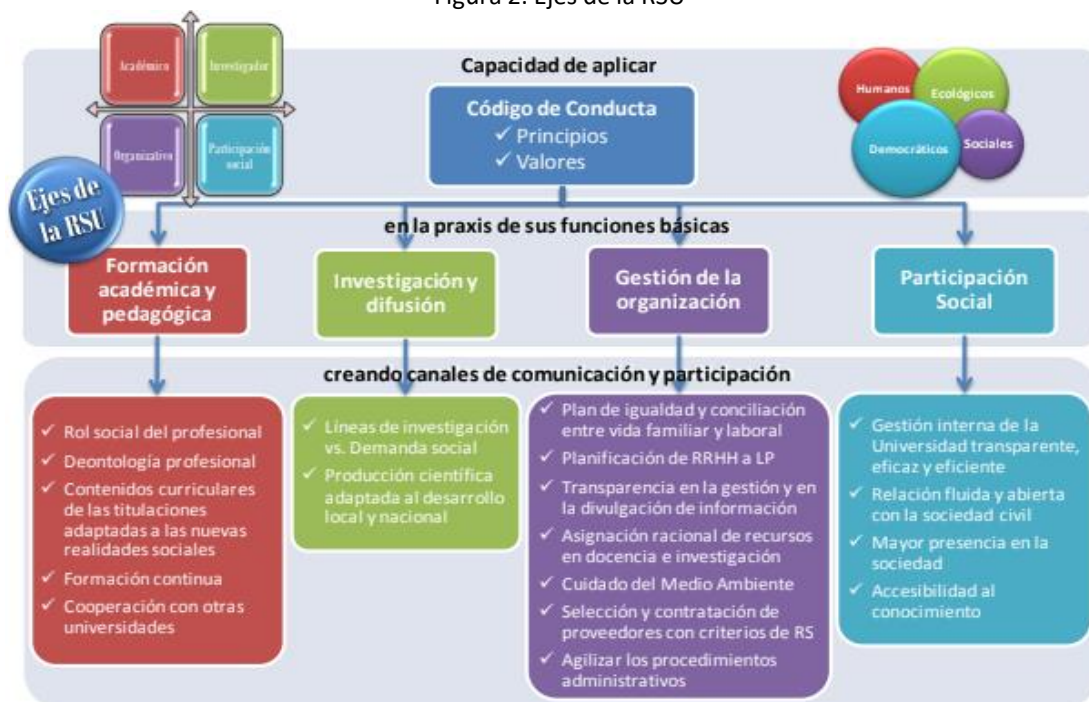 Figura 2. Ejes de la RSU
Académico
Investigador
Organizativo
Participación
social
Ejes de
la RSU
Capacidad de aplicar
Código de Conducta
✓ Principios
✓ Valores
Humanos
Ecológicos
Democráticos
Sociales
en la praxis de sus funciones básicas
Formación
académica y
pedagógica
Investigación y
difusión
Gestión de la
organización
Participación
Social
creando canales de comunicación y participación
✓ Rol social del profesional
✓ Deontología profesional
✓ Contenidos curriculares
de las titulaciones
adaptadas a las nuevas
realidades sociales
✓ Formación continua
✓ Cooperación con otras
universidades
✓ Líneas de investigación
vs. Demanda social
✓ Producción científica
adaptada al desarrollo
local y nacional
✓ Plan de igualdad y conciliación
entre vida familiar y laboral
✓ Planificación de RRHH a LP
✓ Transparencia en la gestión y en
la divulgación de información
✓ Asignación racional de recursos
en docencia e investigación
✓ Cuidado del Medio Ambiente
✓ Selección y contratación de
proveedores con criterios de RS
✓ Agilizar los procedimientos
administrativos
✓ Gestión interna de la
Universidad transparente,
eficaz y eficiente
✓ Relación fluida y abierta
con la sociedad civil
✓ Mayor presencia en la
sociedad
✓ Accesibilidad al
conocimiento